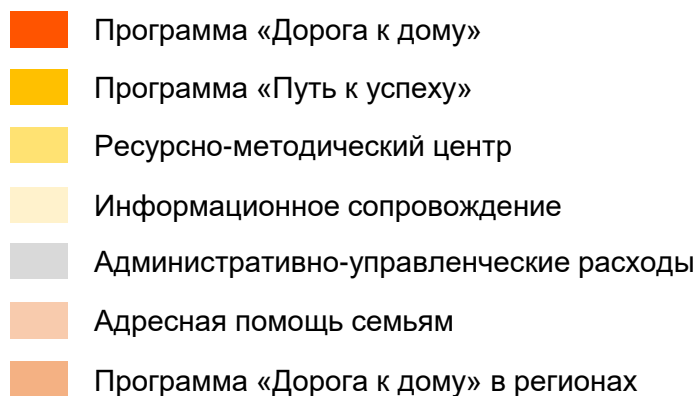 Программа «Дорога к дому»
Программа «Путь к успеху»
Ресурсно-методический центр
Информационное сопровождение
Административно-управленческие расходы
Адресная помощь семьям
Программа «Дорога к дому» в регионах